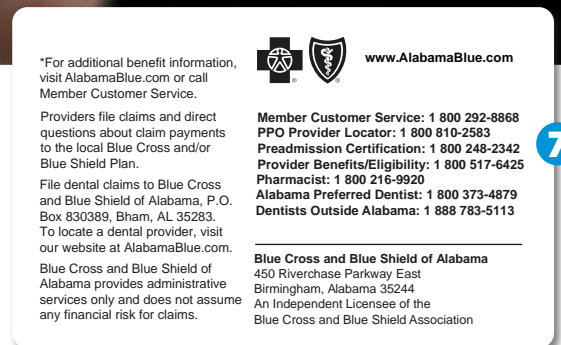 *For additional benefit information,
visit AlabamaBlue.com or call
Member Customer Service.
Providers file claims and direct
questions about claim payments
to the local Blue Cross and/or
Blue Shield Plan.
File dental claims to Blue Cross
and Blue Shield of Alabama, P.O.
Box 830389, Bham, AL 35283.
To locate a dental provider, visit
our website at AlabamaBlue.com.
Blue Cross and Blue Shield of
Alabama provides administrative
services only and does not assume
any financial risk for claims.
® ®
www.AlabamaBlue.com
Member Customer Service: 1 800 292-8868
PPO Provider Locator: 1 800 810-2583
Preadmission Certification: 1 800 248-2342
Provider Benefits/Eligibility: 1 800 517-6425
Pharmacist: 1 800 216-9920
Alabama Preferred Dentist: 1 800 373-4879
Dentists Outside Alabama: 1 888 783-5113
Blue Cross and Blue Shield of Alabama
450 Riverchase Parkway East
Birmingham, Alabama 35244
An Independent Licensee of the
Blue Cross and Blue Shield Association
7